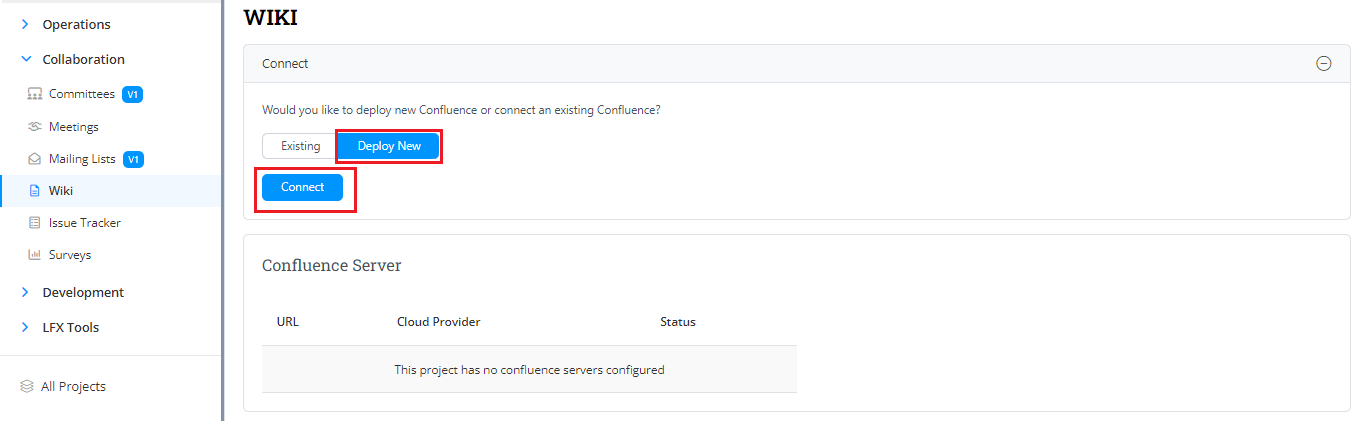 Operations
Collaboration
Committees V1
Meetings
Mailing Lists V1
Wiki
Issue Tracker
Surveys
Development
LFX Tools
All Projects
WIKI
Connect
Would you like to deploy new Confluence or connect an existing Confluence?
Existing Deploy New
Connect
Confluence Server
URL Cloud Provider Status
This project has no confluence servers configured